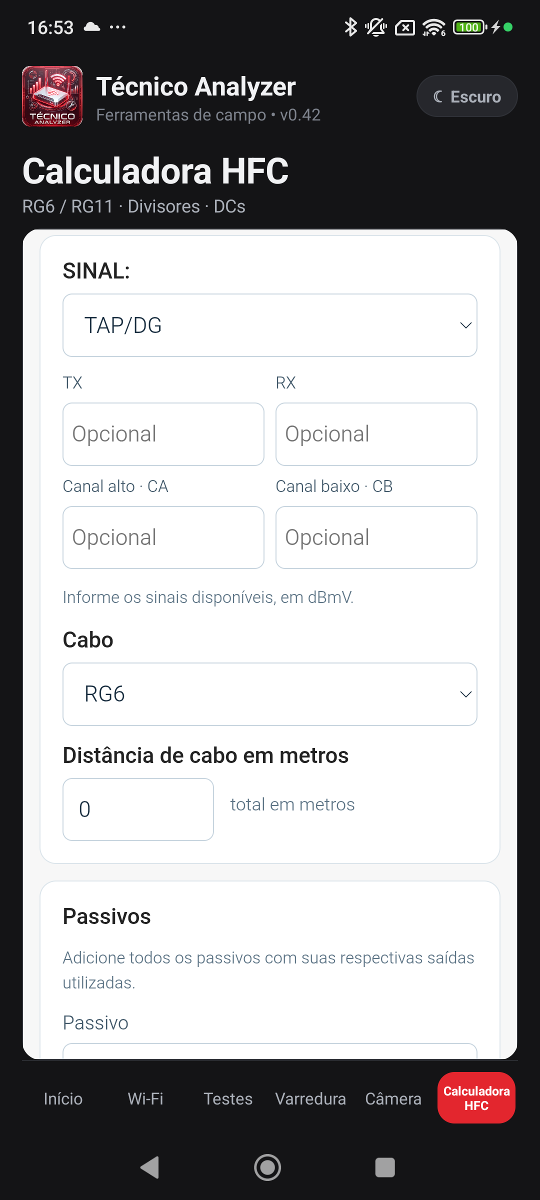 16:53
100
TÉCNICO
ANALYZER
Técnico Analyzer
Ferramentas de campo • v0.42
Escuro
Calculadora HFC
RG6 / RG11 · Divisores · DCs
SINAL:
TAP/DG
TX RX
Opcional Opcional
Canal alto · CA Canal baixo · CB
Opcional Opcional
Informe os sinais disponíveis, em dBmV.
Cabo
RG6
Distância de cabo em metros
0 total em metros
Passivos
Adicione todos os passivos com suas respectivas saídas
utilizadas.
Passivo
Início Wi-Fi Testes Varredura Câmera Calculadora
HFC